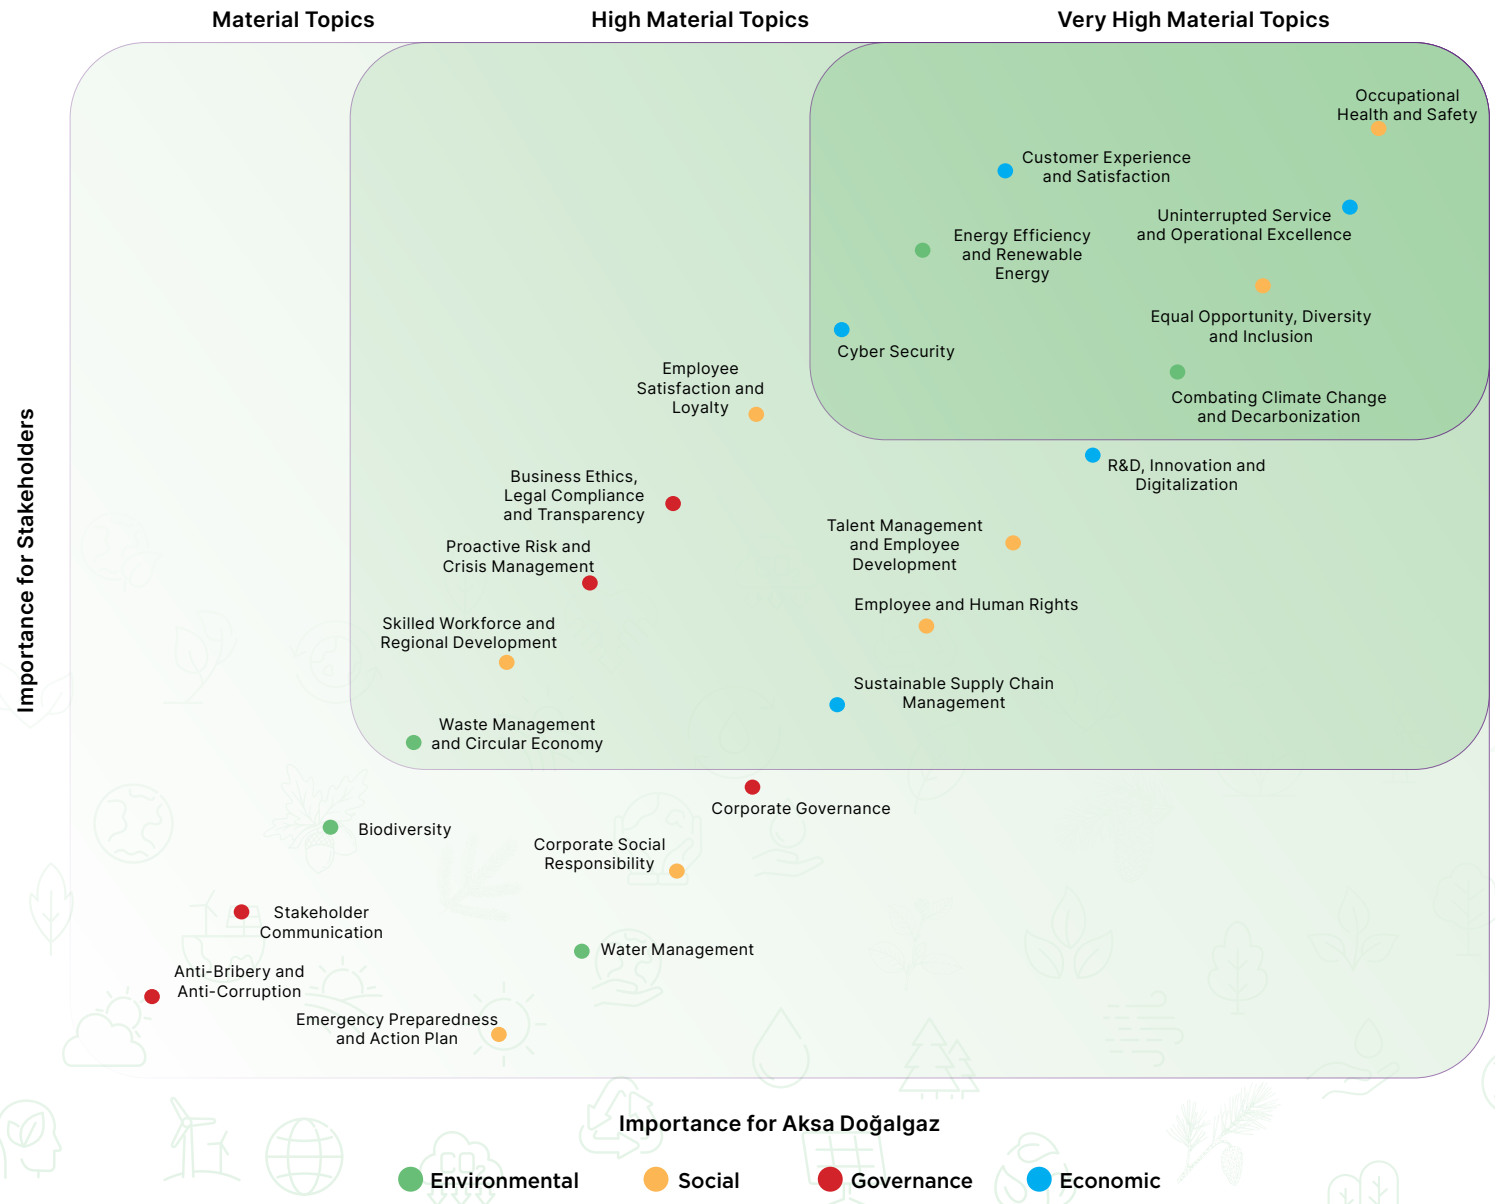 Material Topics
High Material Topics
Very High Material Topics
Occupational
Health and Safety
Customer Experience
and Satisfaction
Uninterrupted Service
and Operational Excellence
Energy Efficiency
and Renewable
Energy
Equal Opportunity, Diversity
and Inclusion
Cyber Security
Combating Climate Change
and Decarbonization
Employee
Satisfaction and
Loyalty
R&D, Innovation and
Digitalization
Business Ethics,
Legal Compliance
and Transparency
Talent Management
and Employee
Development
Proactive Risk and
Crisis Management
Employee and Human Rights
Skilled Workforce and
Regional Development
Sustainable Supply Chain
Management
Waste Management
and Circular Economy
Corporate Governance
Biodiversity
Corporate Social
Responsibility
Stakeholder
Communication
Water Management
Anti-Bribery and
Anti-Corruption
Emergency Preparedness
and Action Plan
Importance for Stakeholders
Importance for Aksa Doğalgaz
Environmental
Social
Governance
Economic